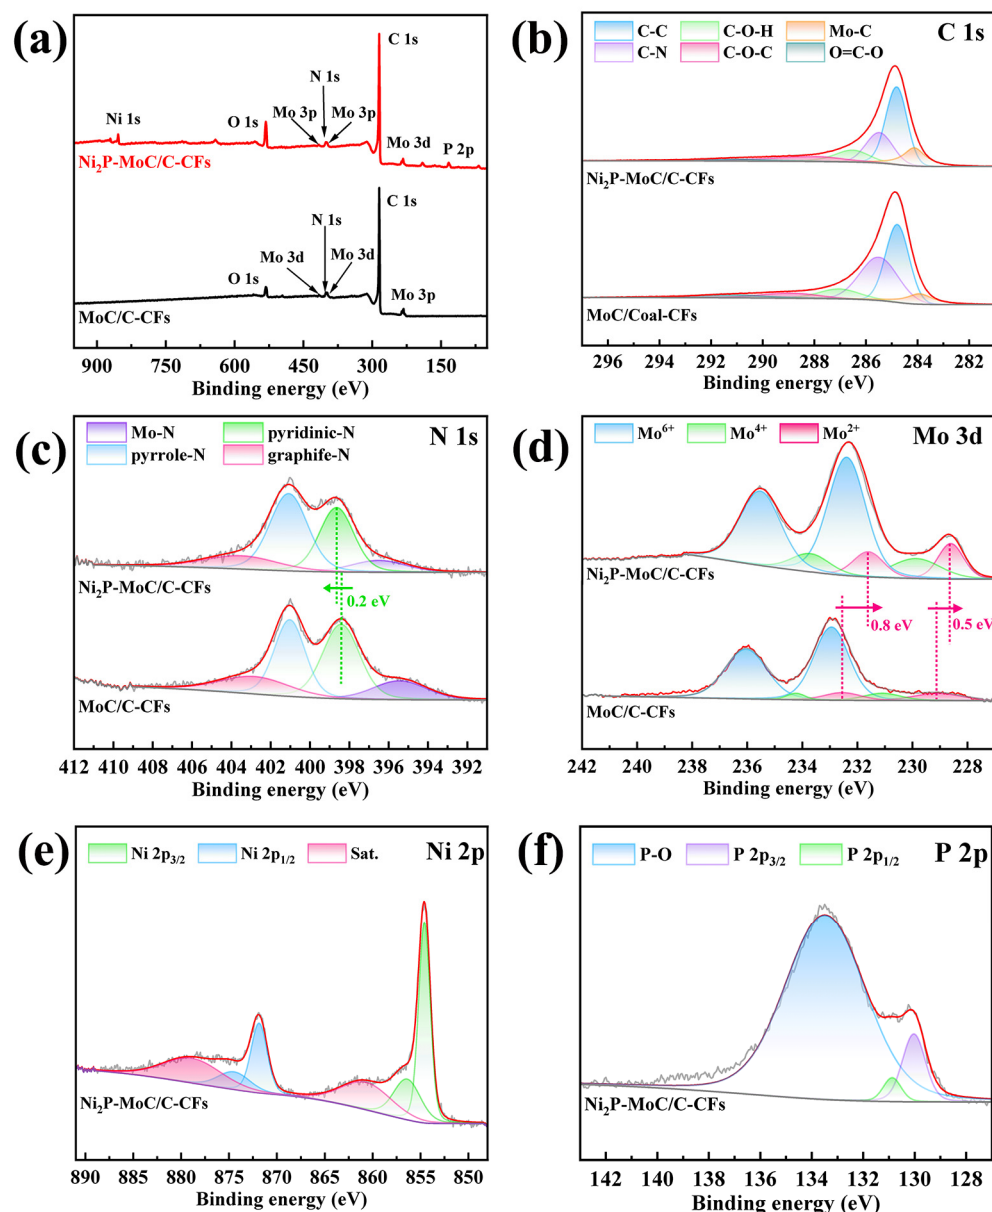 (a)
C 1s
N 1s
Ni 1s
Mo 3p
Mo 3p
O 1s
Mo 3d
P 2p
Ni₂P-MoC/C-CFs
C 1s
N 1s
Mo 3d
Mo 3d
O 1s
Mo 3p
MoC/C-CFs
900 750 600 450 300 150
Binding energy (eV)
(b)
C 1s
C-C C-O-H Mo-C
C-N C-O-C O=C-O
Ni₂P-MoC/C-CFs
MoC/Coal-CFs
296 294 292 290 288 286 284 282
Binding energy (eV)
(c)
N 1s
Mo-N pyridinic-N
pyrrole-N graphife-N
Ni₂P-MoC/C-CFs
0.2 eV
MoC/C-CFs
412 410 408 406 404 402 400 398 396 394 392
Binding energy (eV)
(d)
Mo⁶⁺ Mo⁴⁺ Mo²⁺
Mo 3d
Ni₂P-MoC/C-CFs
0.8 eV 0.5 eV
MoC/C-CFs
242 240 238 236 234 232 230 228
Binding energy (eV)
(e)
Ni 2p₃/₂ Ni 2p₁/₂ Sat.
Ni 2p
Ni₂P-MoC/C-CFs
890 885 880 875 870 865 860 855 850
Binding energy (eV)
(f)
P 2p
P-O P 2p₃/₂ P 2p₁/₂
Ni₂P-MoC/C-CFs
142 140 138 136 134 132 130 128
Binding energy (eV)